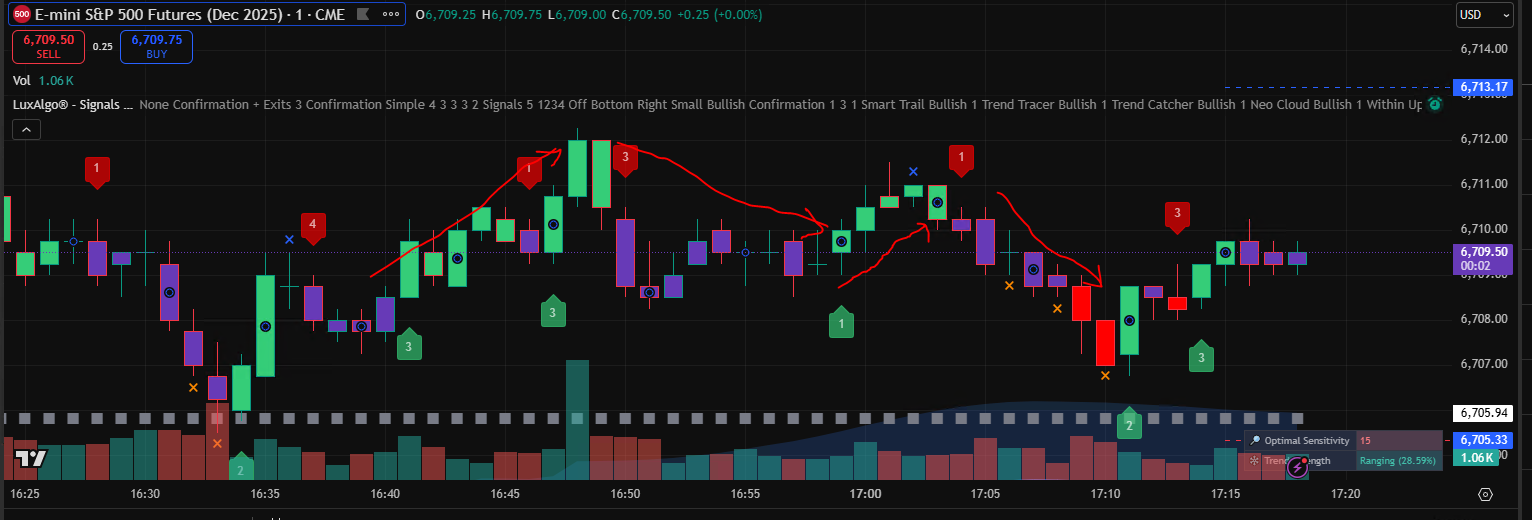 500 E-mini S&P 500 Futures (Dec 2025) · 1 · CME O6,709.25 H6,709.75 L6,709.00 C6,709.50 +0.25 (+0.00%) USD
6,709.50 0.25 6,709.75
SELL BUY
Vol 1.06 K
LuxAlgo® - Signals ... None Confirmation + Exits 3 Confirmation Simple 4 3 3 3 2 Signals 5 1234 Off Bottom Right Small Bullish Confirmation 1 3 1 Smart Trail Bullish 1 Trend Tracer Bullish 1 Trend Catcher Bullish 1 Neo Cloud Bullish 1 Within Up
6,714.00
6,713.17
6,712.00
6,711.00
6,710.00
6,709.50
00:02
6,708.00
6,707.00
6,705.94
6,705.33
1.06 K
1
4
1
3
1
3
3
3
1
3
2
2
Optimal Sensitivity 15
Ranging (28.59%)
16:25 16:30 16:35 16:40 16:45 16:50 16:55 17:00 17:05 17:10 17:15 17:20